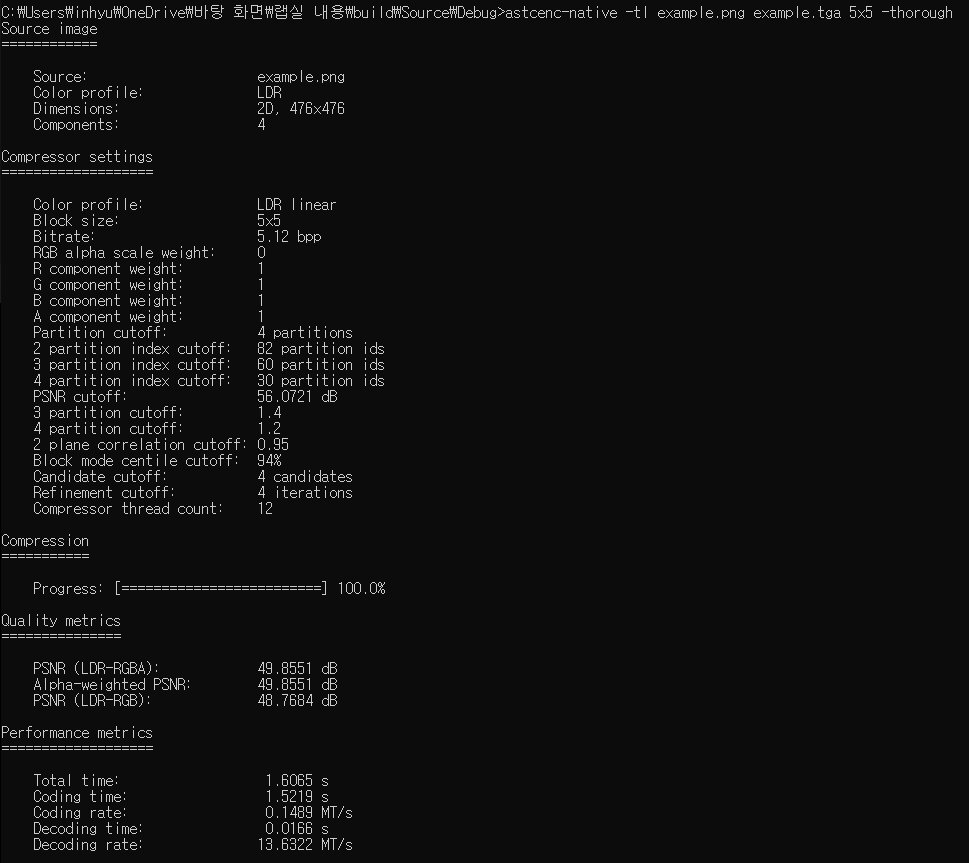 C:₩Users₩inhyu₩OneDrive₩바탕 화면₩랩실 내용₩build₩Source₩Debug>astcenc-native -tl example.png example.tga 5x5 -thorough
Source image
============
Source: example.png
Color profile: LDR
Dimensions: 2D, 476x476
Components: 4
Compressor settings
===================
Color profile: LDR linear
Block size: 5x5
Bitrate: 5.12 bpp
RGB alpha scale weight: 0
R component weight: 1
G component weight: 1
B component weight: 1
A component weight: 1
Partition cutoff: 4 partitions
2 partition index cutoff: 82 partition ids
3 partition index cutoff: 60 partition ids
4 partition index cutoff: 30 partition ids
PSNR cutoff: 56.0721 dB
3 partition cutoff: 1.4
4 partition cutoff: 1.2
2 plane correlation cutoff: 0.95
Block mode centile cutoff: 94%
Candidate cutoff: 4 candidates
Refinement cutoff: 4 iterations
Compressor thread count: 12
Compression
===========
Progress: [=========================] 100.0%
Quality metrics
===============
PSNR (LDR-RGBA): 49.8551 dB
Alpha-weighted PSNR: 49.8551 dB
PSNR (LDR-RGB): 48.7684 dB
Performance metrics
===================
Total time: 1.6065 s
Coding time: 1.5219 s
Coding rate: 0.1489 MT/s
Decoding time: 0.0166 s
Decoding rate: 13.6322 MT/s